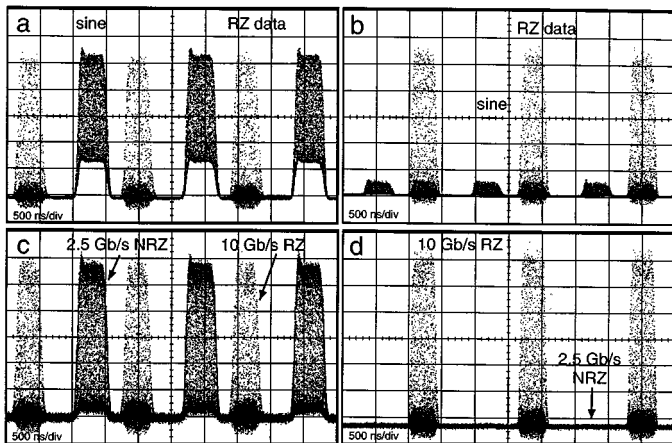 a
sine
RZ data
500 ns/div
b
RZ data
sine
500 ns/div
c
2.5 Gb/s NRZ
10 Gb/s RZ
500 ns/div
d
10 Gb/s RZ
2.5 Gb/s
NRZ
500 ns/div